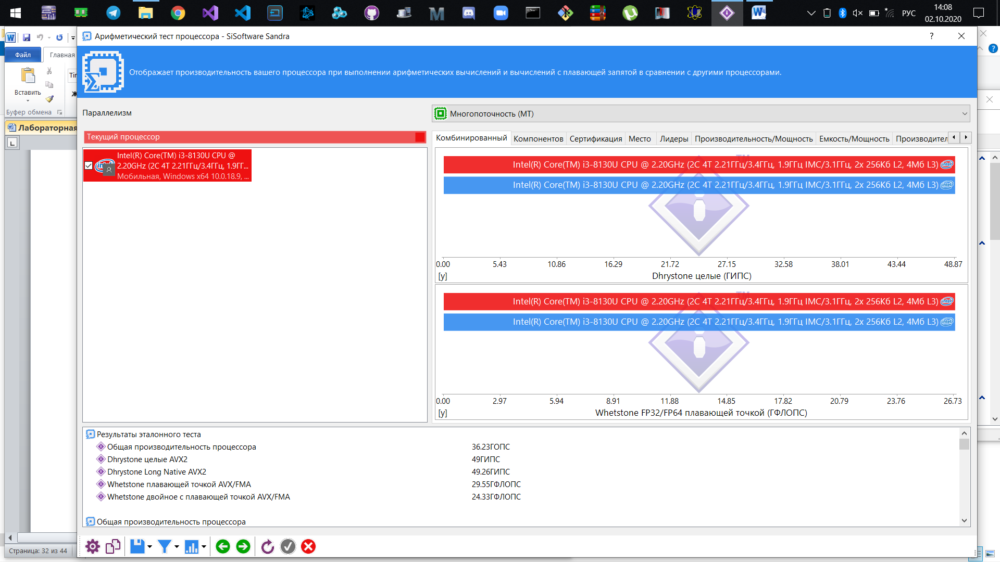 РУС
14:08
02.10.2020
Арифметический тест процессора - SiSoftware Sandra
?
Файл
Главная
Вставить
Ж
Буфер обмена
Лабораторная
Отображает производительность вашего процессора при выполнении арифметических вычислений и вычислений с плавающей запятой в сравнении с другими процессорами.
Параллелизм
Многопоточность (МТ)
Текущий процессор
Intel(R) Core(TM) i3-8130U CPU @
2.20GHz (2C 4T 2.21ГГц/3.4ГГц, 1.9ГГ...
Мобильная, Windows x64 10.0.18.9, ...
Комбинированный
Компонентов
Сертификация
Место
Лидеры
Производительность/Мощность
Емкость/Мощность
Производител
Intel(R) Core(TM) i3-8130U CPU @ 2.20GHz (2C 4T 2.21ГГц/3.4ГГц, 1.9ГГц IMC/3.1ГГц, 2x 256Кб L2, 4Мб L3)
Intel(R) Core(TM) i3-8130U CPU @ 2.20GHz (2C 4T 2.21ГГц/3.4ГГц, 1.9ГГц IMC/3.1ГГц, 2x 256Кб L2, 4Мб L3)
0.00 5.43 10.86 16.29 21.72 27.15 32.58 38.01 43.44 48.87
[y]
Dhrystone целые (ГИПС)
Intel(R) Core(TM) i3-8130U CPU @ 2.20GHz (2C 4T 2.21ГГц/3.4ГГц, 1.9ГГц IMC/3.1ГГц, 2x 256Кб L2, 4Мб L3)
Intel(R) Core(TM) i3-8130U CPU @ 2.20GHz (2C 4T 2.21ГГц/3.4ГГц, 1.9ГГц IMC/3.1ГГц, 2x 256Кб L2, 4Мб L3)
0.00 2.97 5.94 8.91 11.88 14.85 17.82 20.79 23.76 26.73
[y]
Whetstone FP32/FP64 плавающей точкой (ГФЛОПС)
Результаты эталонного теста
Общая производительность процессора 36.23ГОПС
Dhrystone целые AVX2 49ГИПС
Dhrystone Long Native AVX2 49.26ГИПС
Whetstone плавающей точкой AVX/FMA 29.55ГФЛОПС
Whetstone двойное с плавающей точкой AVX/FMA 24.33ГФЛОПС
Общая производительность процессора
Страница: 32 из 44